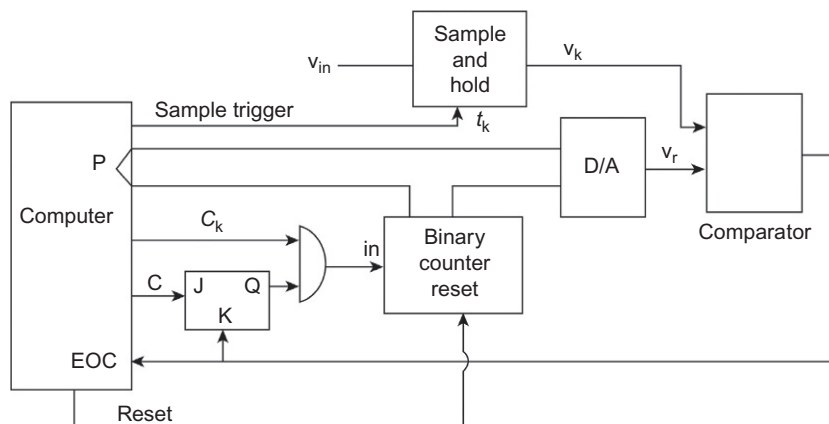 Sample
and
hold
v_in
v_k
Sample trigger
t_k
P
D/A
v_r
Computer
C_k
Comparator
in
Binary
counter
reset
C
J
Q
K
EOC
Reset